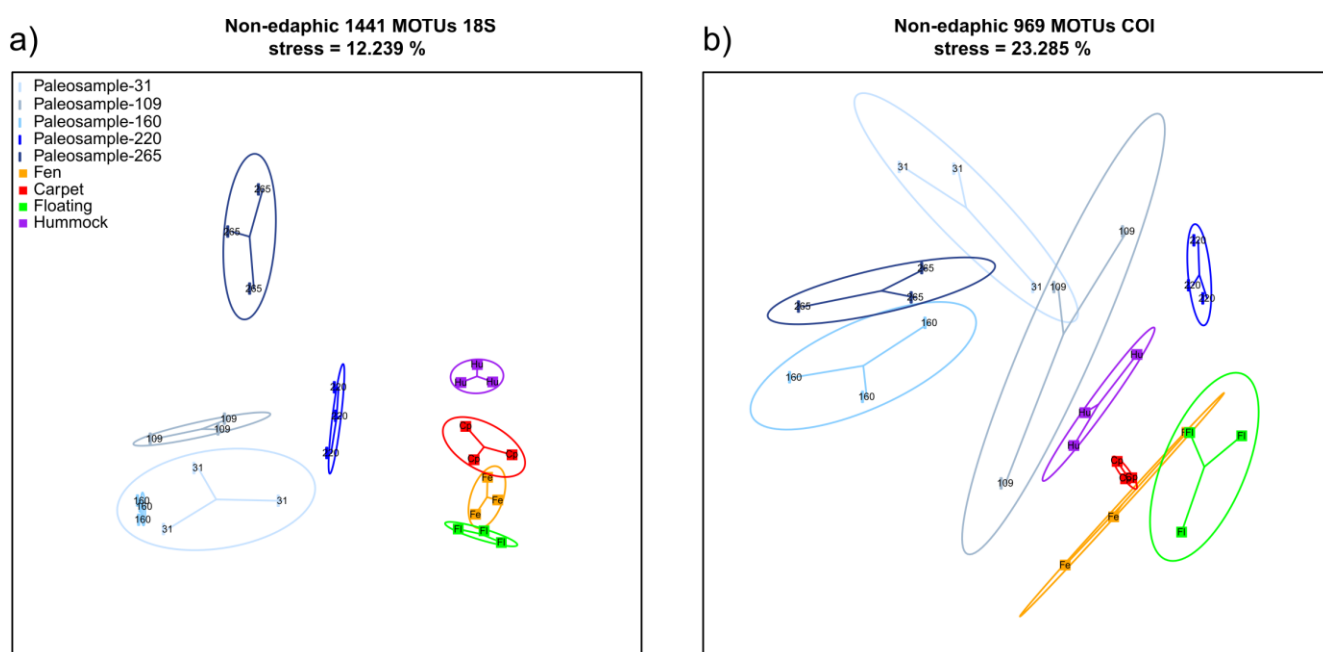 a)
Non-edaphic 1441 MOTUs 18S
stress = 12.239 %
Paleosample-31
Paleosample-109
Paleosample-160
Paleosample-220
Paleosample-265
Fen
Carpet
Floating
Hummock
265
265
265
Hu
Hu
Hu
220
220
220
109
109
109
Cp
Cp
Cp
31
31
31
160
160
160
Fe
Fe
Fe
Fl
Fl
Fl
b)
Non-edaphic 969 MOTUs COI
stress = 23.285 %
31
31
31
109
109
109
220
220
220
265
265
265
160
160
160
Hu
Hu
Hu
Fl
Fl
Fl
Cp
Fe
Fe